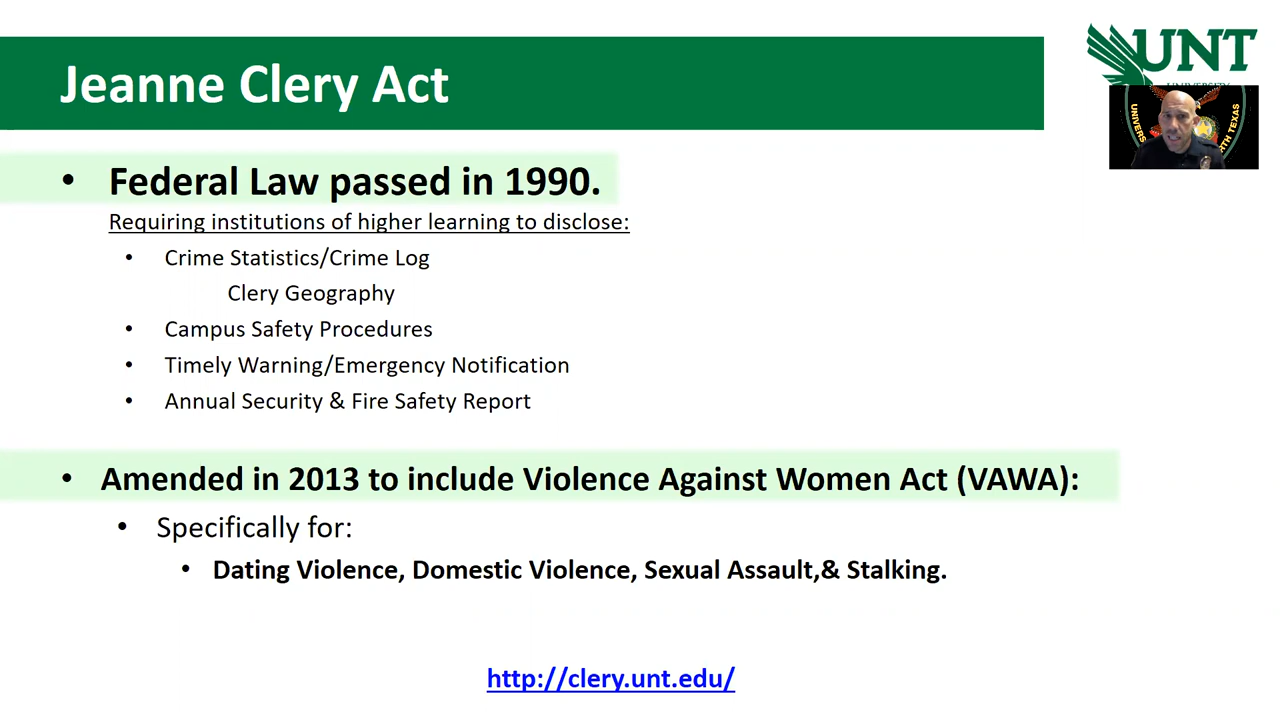 Jeanne Clery Act
UNT
UNIVERSITY
UNIVERS
RTH TEXAS
• Federal Law passed in 1990.
Requiring institutions of higher learning to disclose:
• Crime Statistics/Crime Log
Clery Geography
• Campus Safety Procedures
• Timely Warning/Emergency Notification
• Annual Security & Fire Safety Report
• Amended in 2013 to include Violence Against Women Act (VAWA):
• Specifically for:
• Dating Violence, Domestic Violence, Sexual Assault,& Stalking.
http://clery.unt.edu/